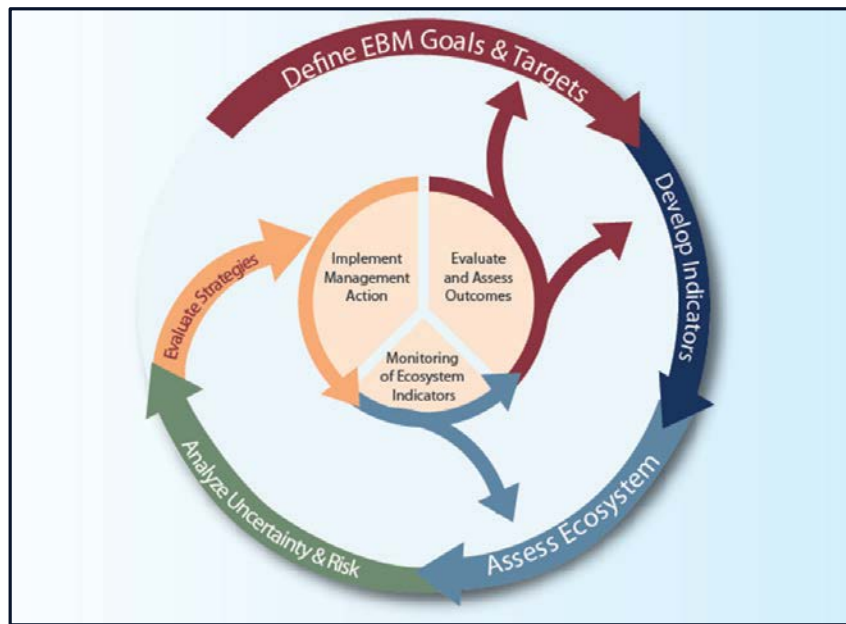 Define EBM Goals & Targets
Develop Indicators
Assess Ecosystem
Analyze Uncertainty & Risk
Evaluate Strategies
Implement
Management
Action
Evaluate
and Assess
Outcomes
Monitoring
of Ecosystem
Indicators